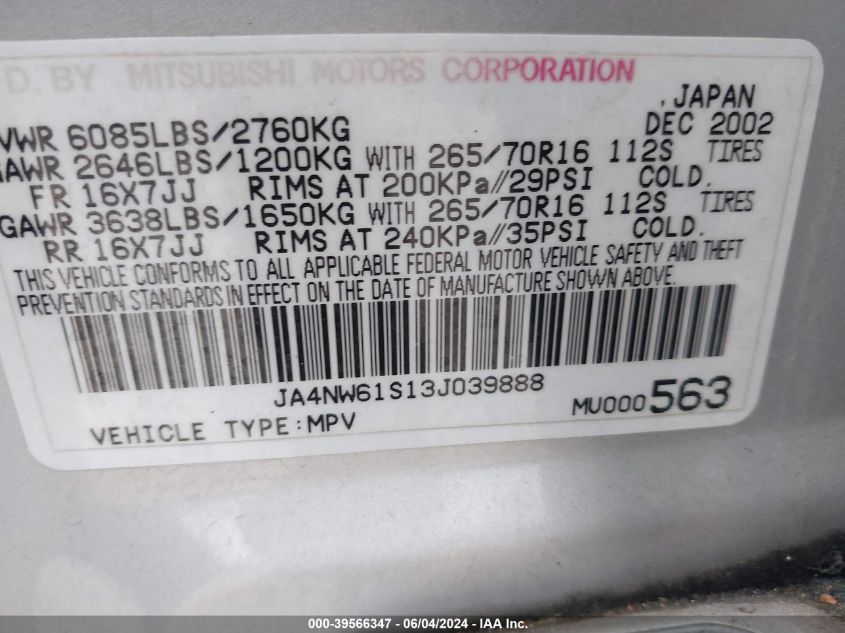 D. BY MITSUBISHI MOTORS CORPORATION
, JAPAN
VWR 6085LBS/2760KG DEC 2002
AWR 2646LBS/1200KG WITH 265/70R16 112S TIRES
FR 16X7JJ RIMS AT 200KPa//29PSI COLD.
GAWR 3638LBS/1650KG WITH 265/70R16 112S TIRES
RR 16X7JJ RIMS AT 240KPa//35PSI COLD.
THIS VEHICLE CONFORMS TO ALL APPLICABLE FEDERAL MOTOR VEHICLE SAFETY AND THEFT
PREVENTION STANDARDS IN EFFECT ON THE DATE OF MANUFACTURE SHOWN ABOVE.
JA4NW61S13J039888
MU000563
VEHICLE TYPE:MPV
000-39566347 - 06/04/2024 - IAA Inc.